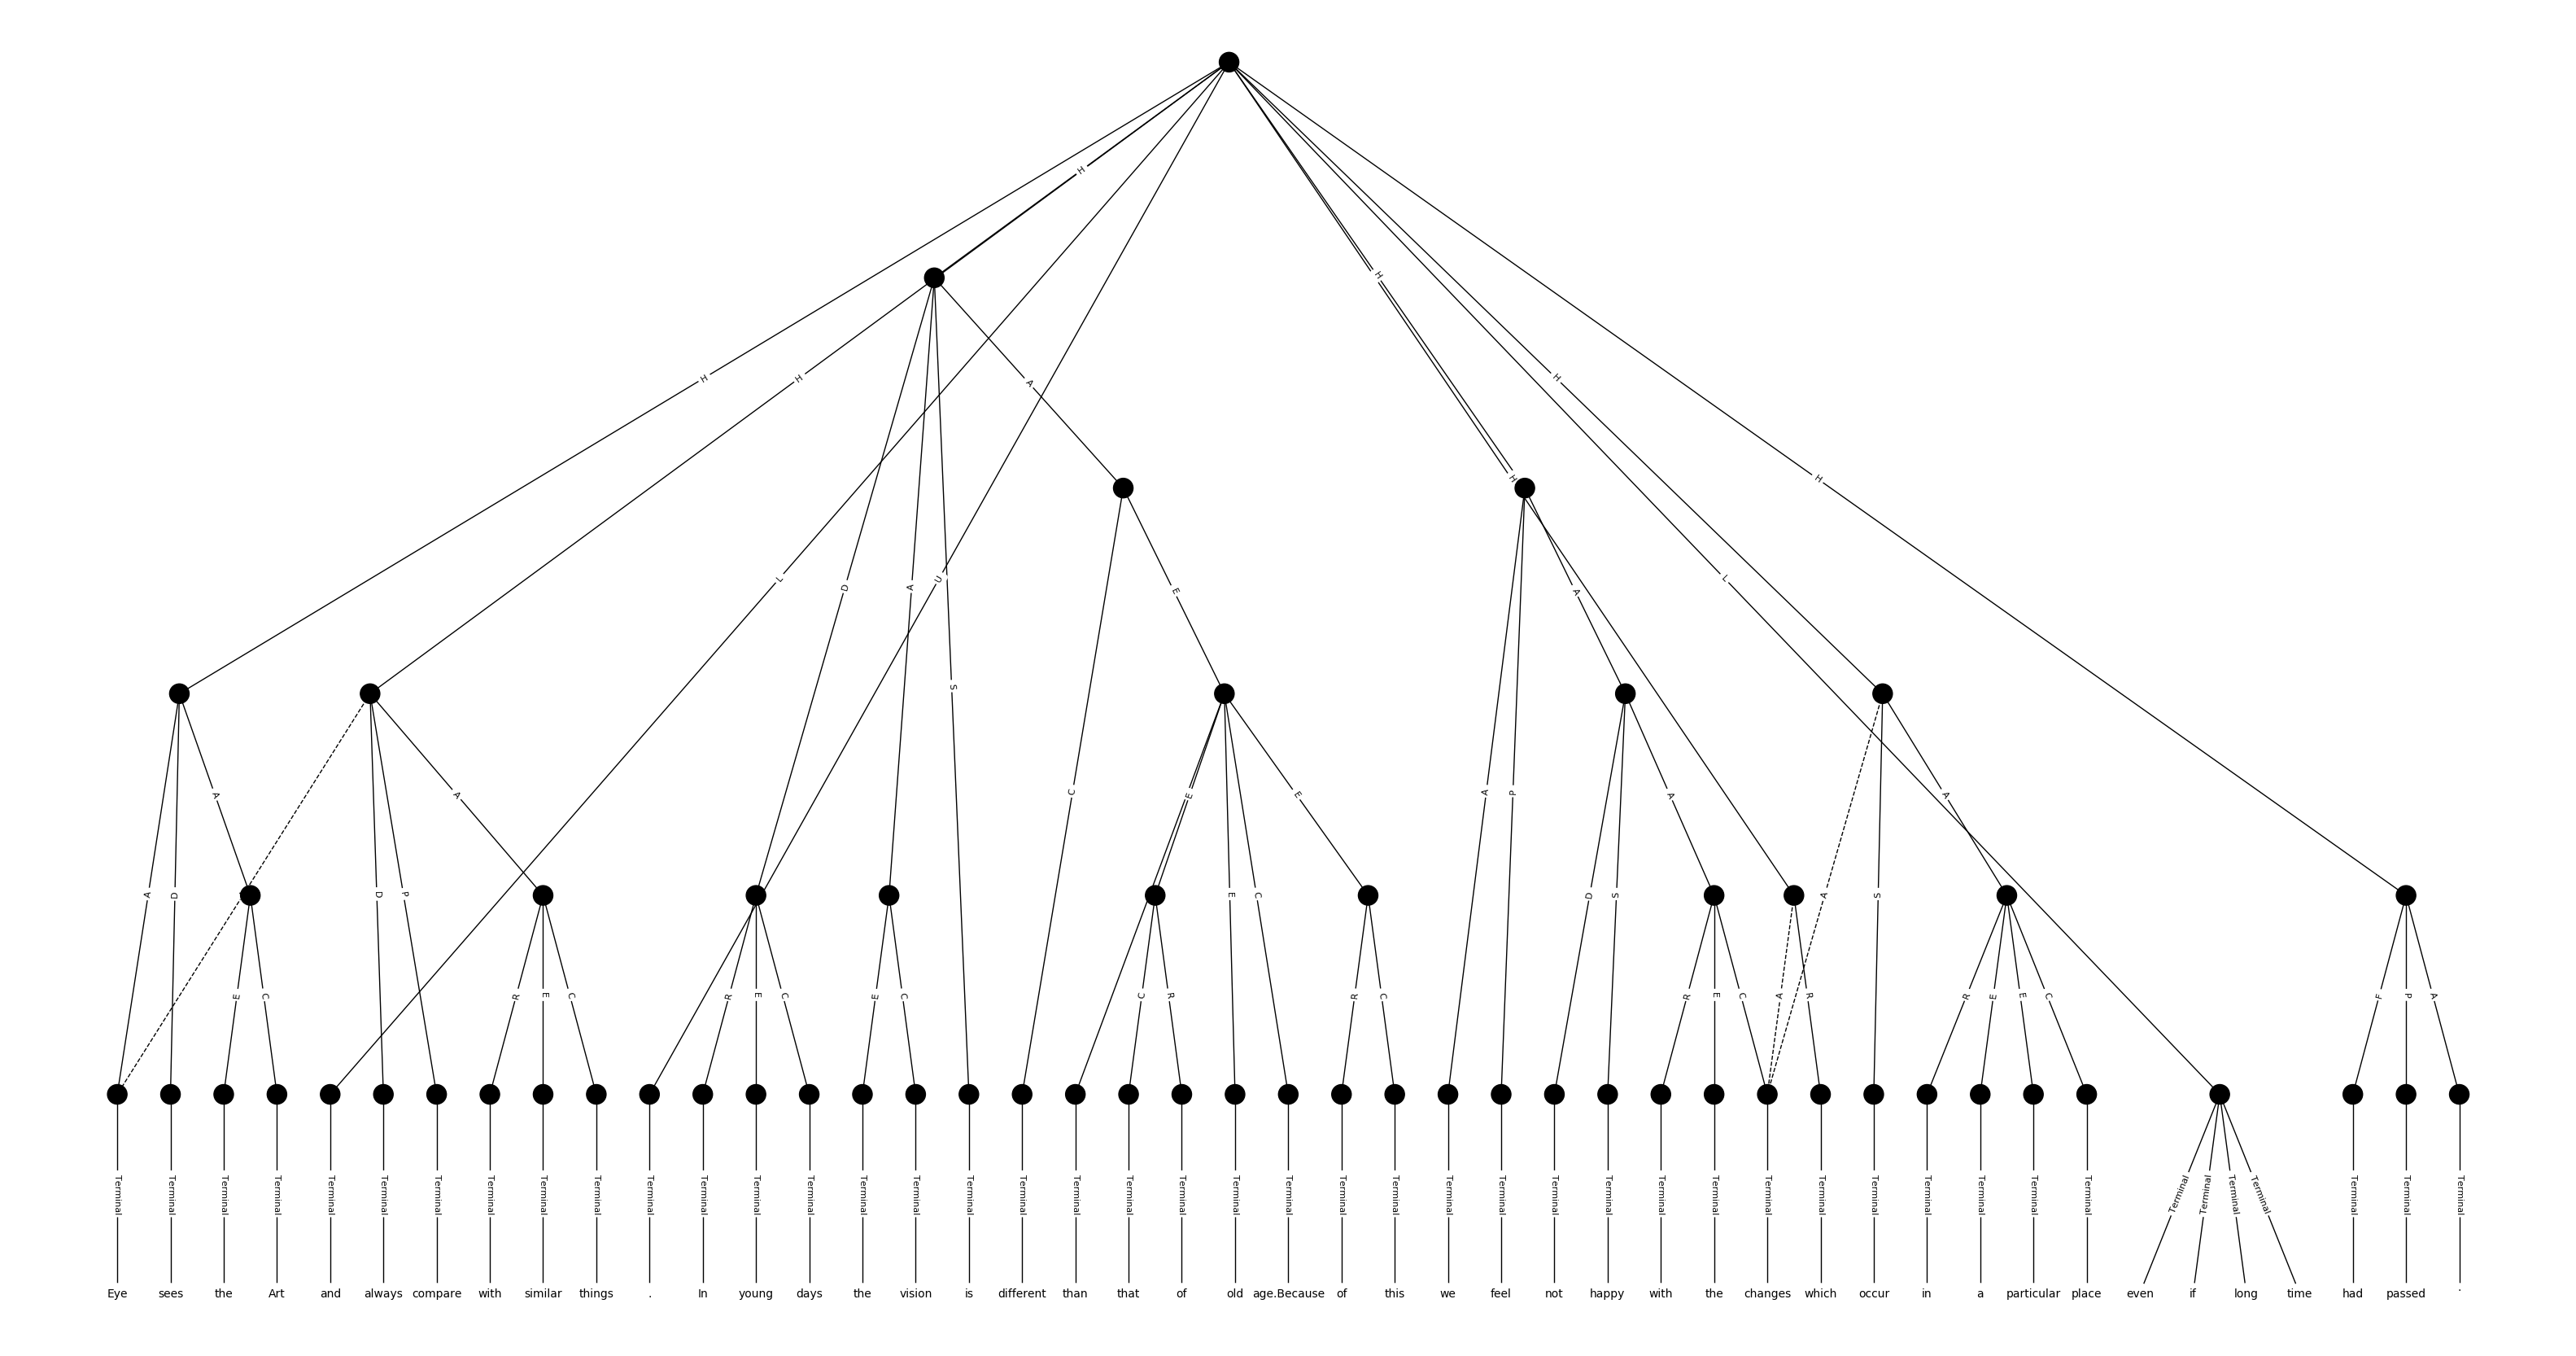 H
H H
H H A H
H
L D A U E A L
S
A A C E E A P A A
A D D P E C D S A S
E C R E C R E C E C C R R C R E C A R R E E C F P A
Terminal Terminal Terminal Terminal Terminal Terminal Terminal Terminal Terminal Terminal Terminal Terminal Terminal Terminal Terminal Terminal Terminal Terminal Terminal Terminal Terminal Terminal Terminal Terminal Terminal Terminal Terminal Terminal Terminal Terminal Terminal Terminal Terminal Terminal Terminal Terminal Terminal Terminal Terminal Terminal Terminal Terminal Terminal Terminal
Eye sees the Art and always compare with similar things . In young days the vision is different than that of old age.Because of this we feel not happy with the changes which occur in a particular place even if long time had passed .